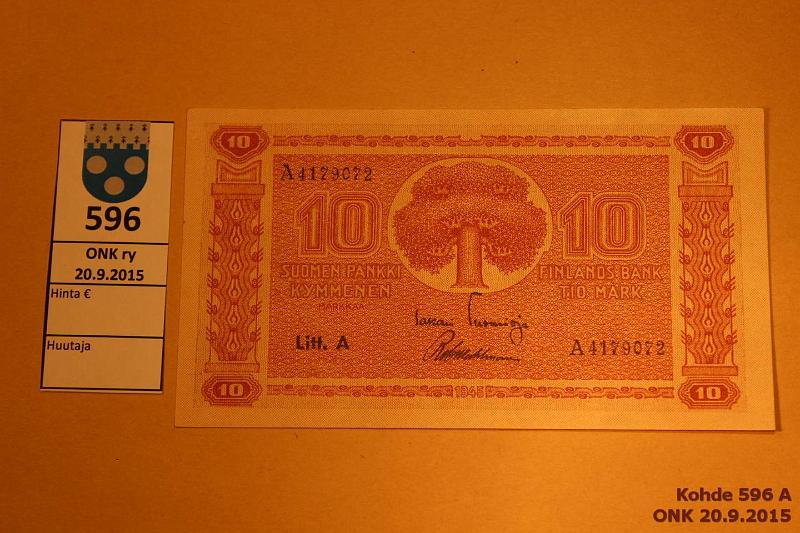 596
ONK ry
20.9.2015
Hinta €
Huutaja
10 10
A4179072
10 10
SUOMEN PANKKI FINLANDS BANK
KYMMENEN TIO MARK
MARKKAA
Litt. A
A4179072
10 1945 10
Kohde 596 A
ONK 20.9.2015